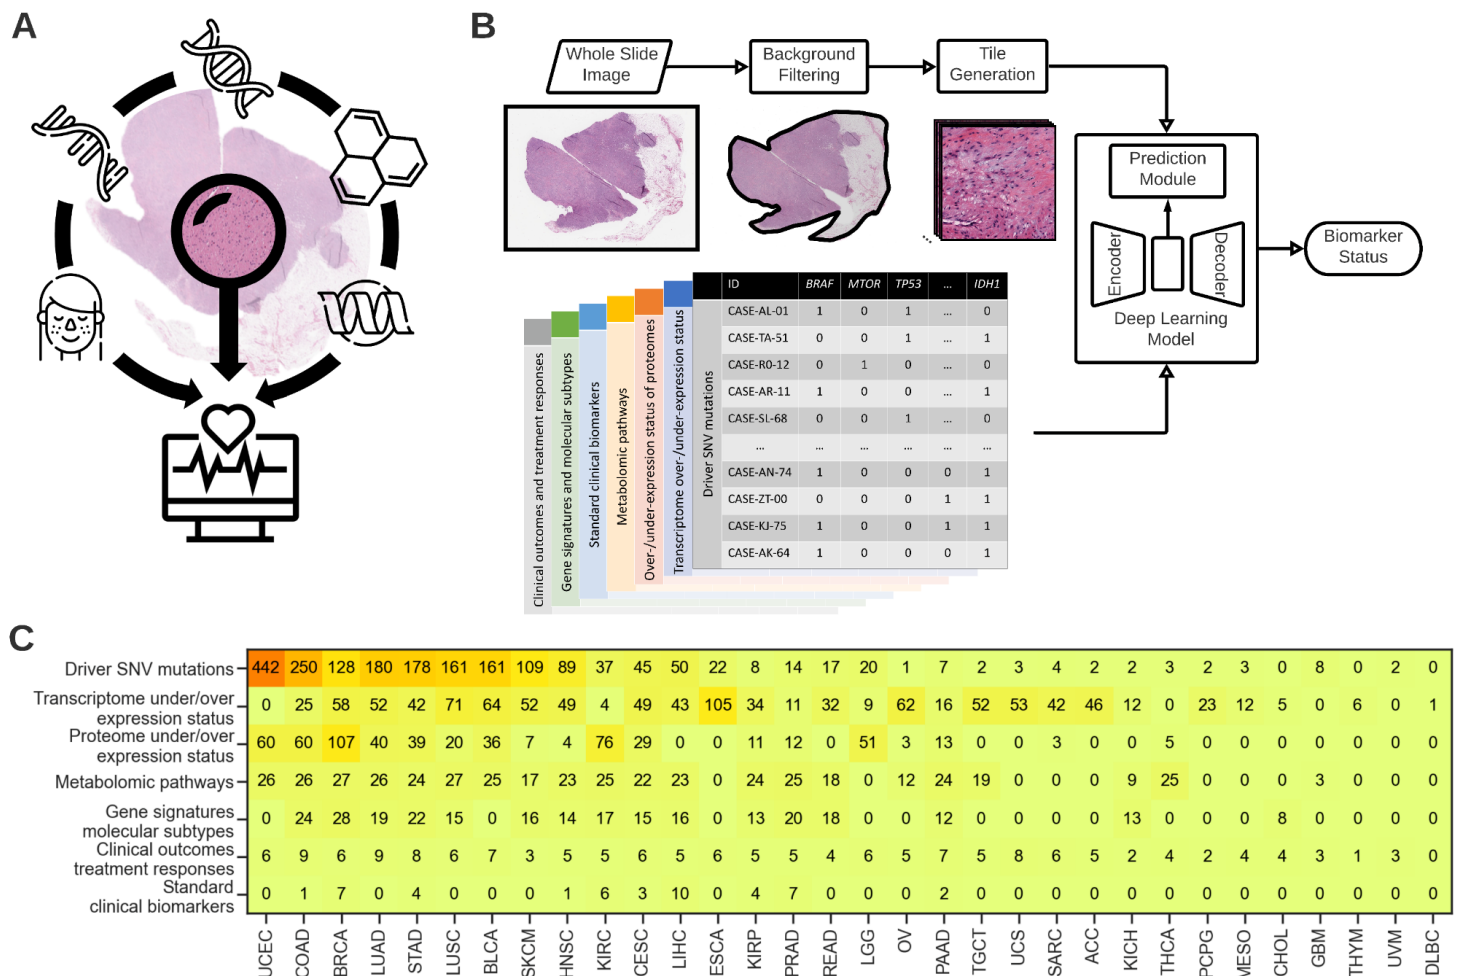 A
B
Whole Slide
Image
Background
Filtering
Tile
Generation
Prediction
Module
Encoder
Decoder
Deep Learning
Model
Biomarker
Status
...
Clinical outcomes and treatment responses
Gene signatures and molecular subtypes
Standard clinical biomarkers
Metabolomic pathways
Over-/under-expression status of proteomes
Transcriptome over-/under-expression status
Driver SNV mutations
ID BRAF MTOR TP53 ... IDH1
CASE-AL-01 1 0 1 ... 0
CASE-TA-51 0 0 1 ... 1
CASE-R0-12 0 1 0 ... 0
CASE-AR-11 1 0 0 ... 1
CASE-SL-68 0 0 1 ... 0
... ... ... ... ... ...
CASE-AN-74 1 0 0 0 1
CASE-ZT-00 0 0 0 1 1
CASE-KJ-75 1 0 0 1 1
CASE-AK-64 1 0 0 0 1
C
Driver SNV mutations 442 250 128 180 178 161 161 109 89 37 45 50 22 8 14 17 20 1 7 2 3 4 2 2 3 2 3 0 8 0 2 0
Transcriptome under/over
expression status 0 25 58 52 42 71 64 52 49 4 49 43 105 34 11 32 9 62 16 52 53 42 46 12 0 23 12 5 0 6 0 1
Proteome under/over
expression status 60 60 107 40 39 20 36 7 4 76 29 0 0 11 12 0 51 3 13 0 0 3 0 0 5 0 0 0 0 0 0 0
Metabolomic pathways 26 26 27 26 24 27 25 17 23 25 22 23 0 24 25 18 0 12 24 19 0 0 0 9 25 0 0 0 3 0 0 0
Gene signatures
molecular subtypes 0 24 28 19 22 15 0 16 14 17 15 16 0 13 20 18 0 0 12 0 0 0 0 13 0 0 0 8 0 0 0 0
Clinical outcomes
treatment responses 6 9 6 9 8 6 7 3 5 5 6 5 6 5 5 4 6 5 7 5 8 6 5 2 4 2 4 4 3 1 3 0
Standard
clinical biomarkers 0 1 7 0 4 0 0 0 1 6 3 10 0 4 7 0 0 0 2 0 0 0 0 0 0 0 0 0 0 0 0 0
UCEC COAD BRCA LUAD STAD LUSC BLCA SKCM HNSC KIRC CESC LIHC ESCA KIRP PRAD READ LGG OV PAAD TGCT UCS SARC ACC KICH THCA PCPG MESO CHOL GBM THYM UVM DLBC